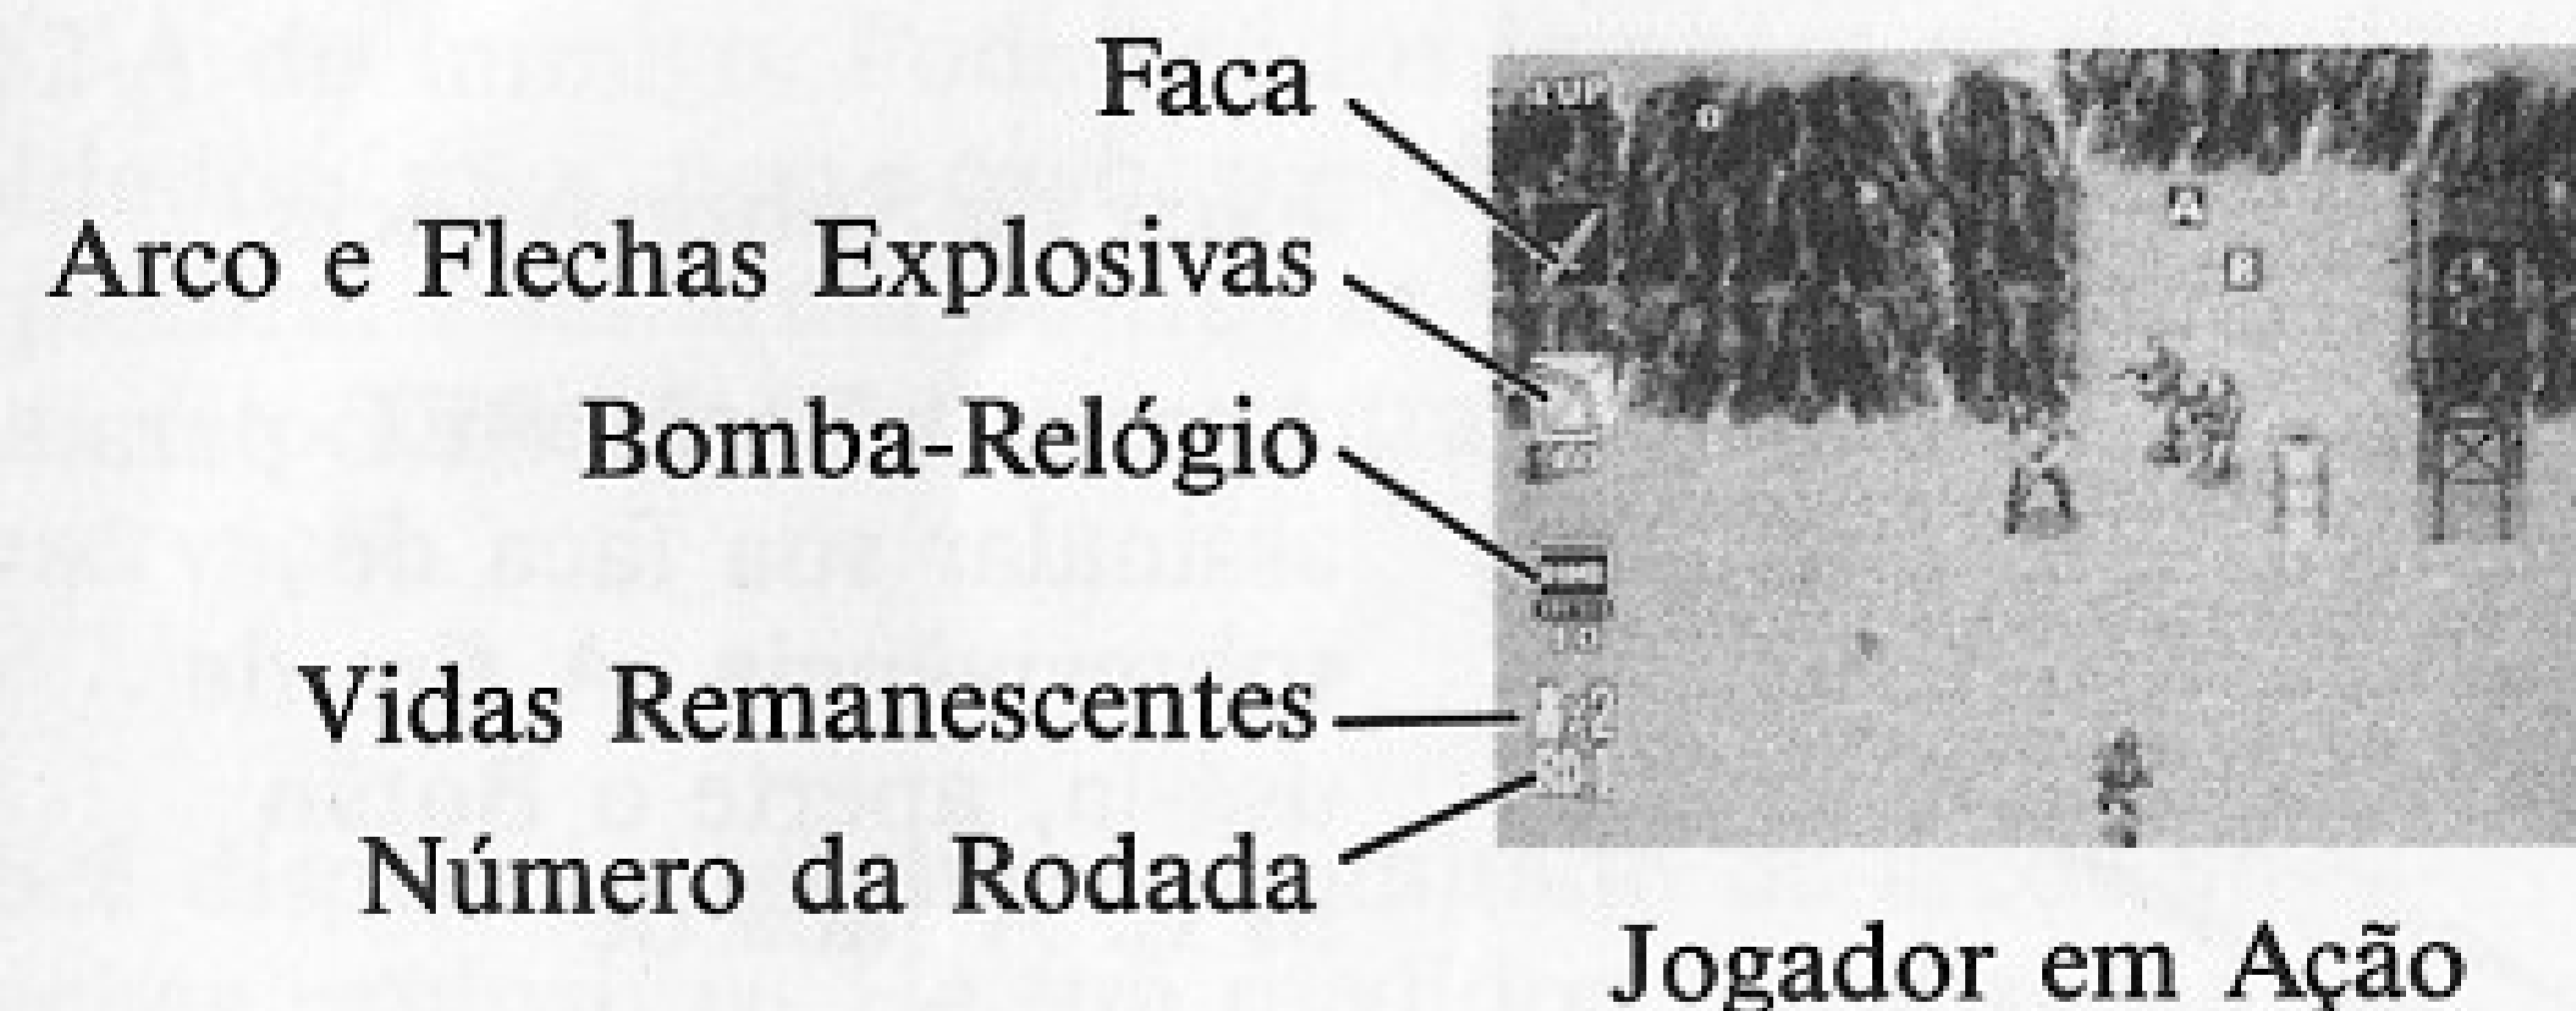 Faca
Arco e Flechas Explosivas
Bomba-Relógio
Vidas Remanescentes
Número da Rodada
Jogador em Ação